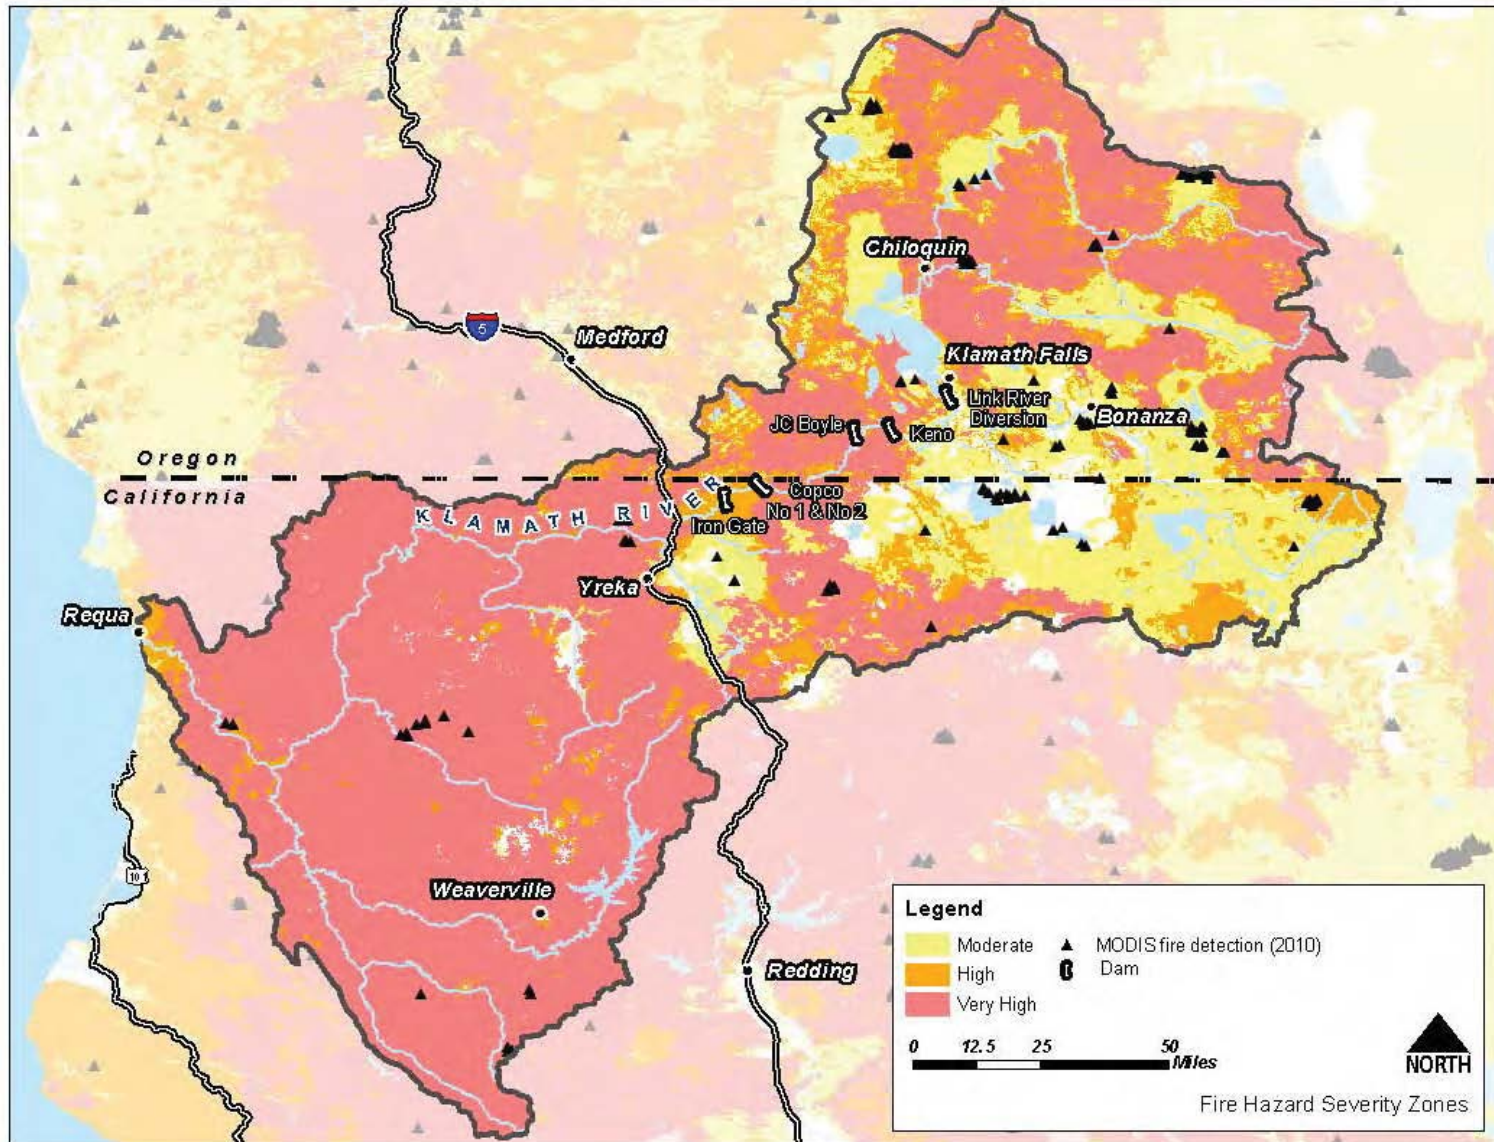 Chiloquin
5
Medford
Klamath Falls
Link River
Diversion
JC Boyle
Keno
Bonanza
Oregon
California
KLAMATH RIVER
Copco
No 1 & No 2
Iron Gate
Yreka
Requa
101
Weaverville
Redding
Legend
Moderate
MODIS fire detection (2010)
High
Dam
Very High
0 12.5 25 50
Miles
NORTH
Fire Hazard Severity Zones